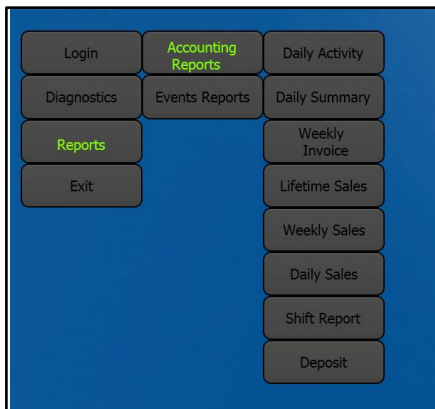 Login
Diagnostics
Reports
Exit
Accounting
Reports
Events Reports
Daily Activity
Daily Summary
Weekly
Invoice
Lifetime Sales
Weekly Sales
Daily Sales
Shift Report
Deposit